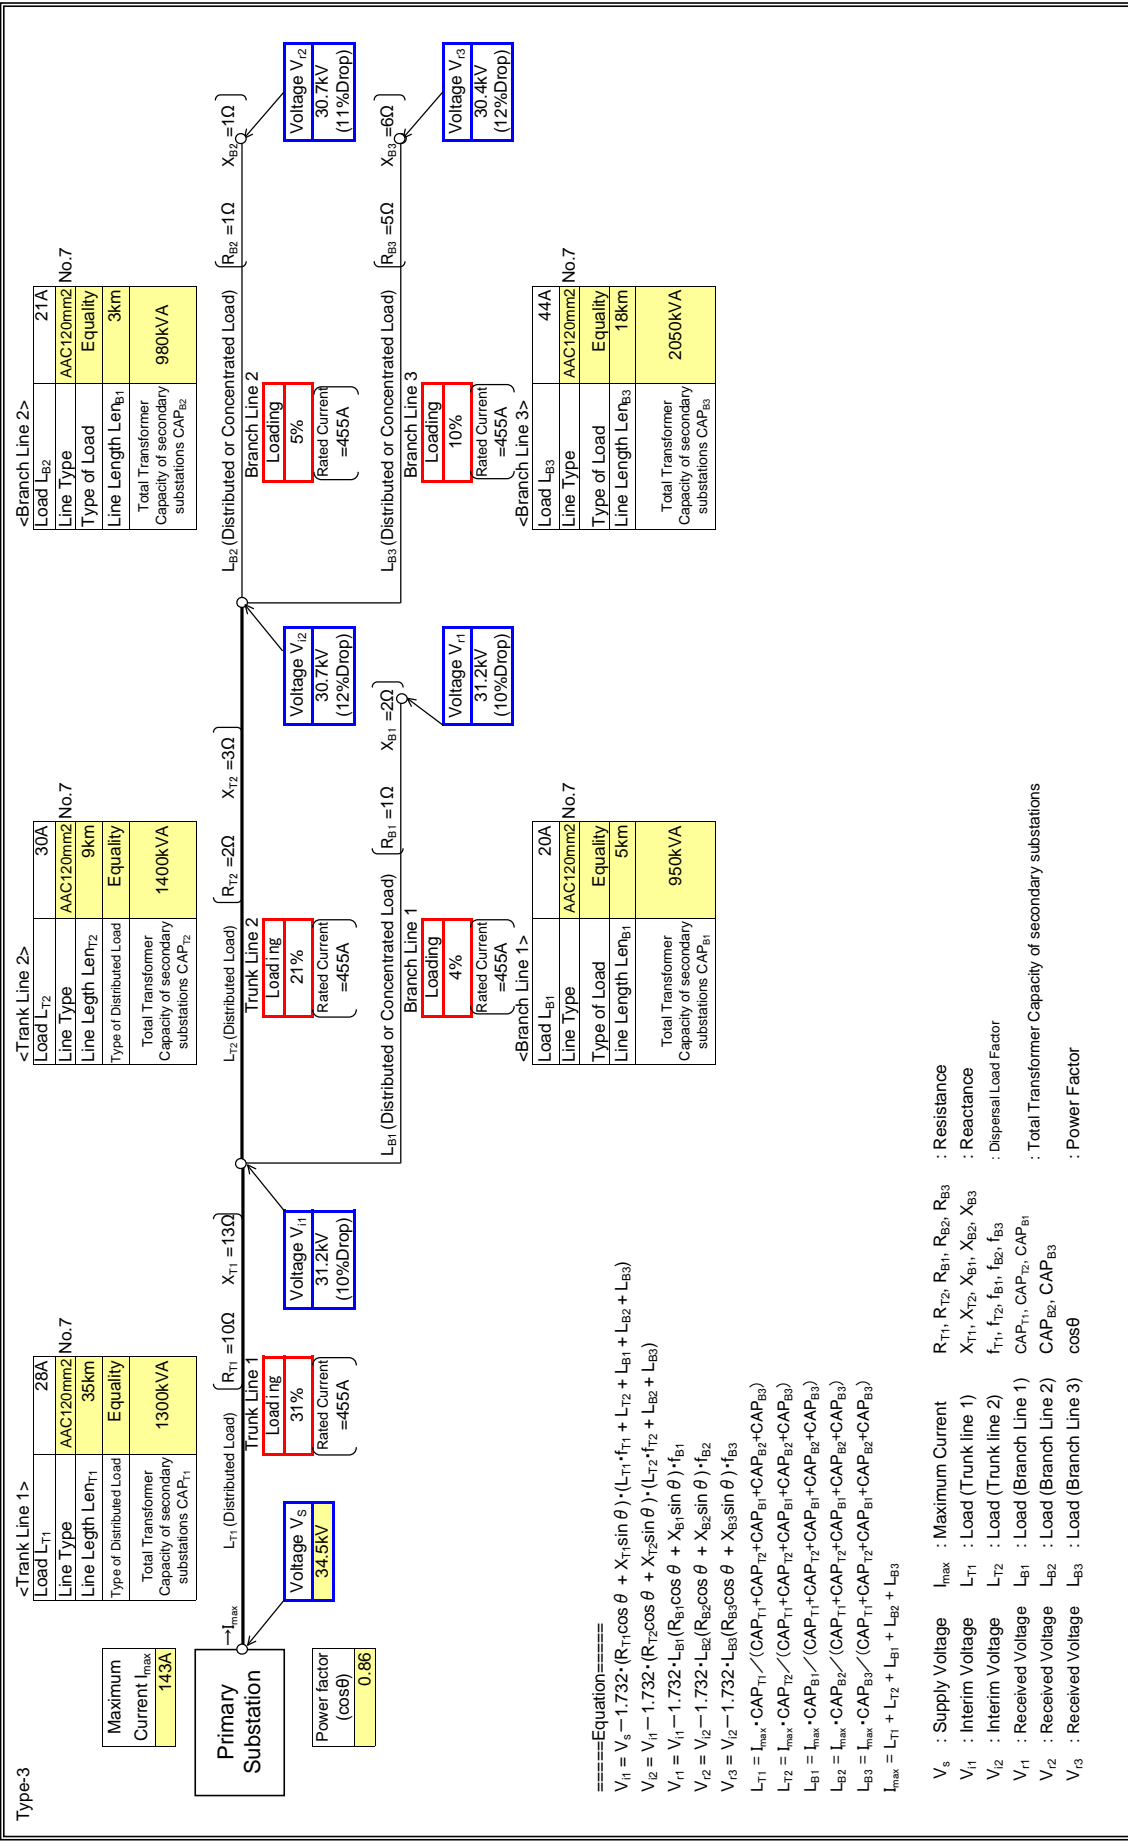 Type-3
<Trank Line 1>
Load LT1 28A
Line Type AAC120mm2 No.7
Line Legth LenT1 35km
Type of Distributed Load Equality
Total Transformer
Capacity of secondary
substations CAPT1
1300kVA
<Trank Line 2>
Load LT2 30A
Line Type AAC120mm2 No.7
Line Legth LenT2 9km
Type of Distributed Load Equality
Total Transformer
Capacity of secondary
substations CAPT2
1400kVA
<Branch Line 2>
Load LB2 21A
Line Type AAC120mm2 No.7
Type of Load Equality
Line Length LenB1 3km
Total Transformer
Capacity of secondary
substations CAPB2
980kVA
Maximum
Current Imax
143A
Primary
Substation
→Imax
Power factor
(cosθ)
0.86
Voltage VS
34.5kV
LT1 (Distributed Load) RT1 =10Ω XT1 =13Ω
Trunk Line 1
Loading
31%
Rated Current
=455A
Voltage Vi1
31.2kV
(10%Drop)
LT2 (Distributed Load) RT2 =2Ω XT2 =3Ω
Trunk Line 2
Loading
21%
Rated Current
=455A
Voltage Vi2
30.7kV
(12%Drop)
LB2 (Distributed or Concentrated Load) RB2 =1Ω XB2 =1Ω
Branch Line 2
Loading
5%
Rated Current
=455A
Voltage Vr2
30.7kV
(11%Drop)
LB1 (Distributed or Concentrated Load) RB1 =1Ω XB1 =2Ω
Branch Line 1
Loading
4%
Rated Current
=455A
Voltage Vr1
31.2kV
(10%Drop)
LB3 (Distributed or Concentrated Load) RB3 =5Ω XB3 =6Ω
Branch Line 3
Loading
10%
Rated Current
=455A
Voltage Vr3
30.4kV
(12%Drop)
<Branch Line 1>
Load LB1 20A
Line Type AAC120mm2 No.7
Type of Load Equality
Line Length LenB1 5km
Total Transformer
Capacity of secondary
substations CAPB1
950kVA
<Branch Line 3>
Load LB3 44A
Line Type AAC120mm2 No.7
Type of Load Equality
Line Length LenB3 18km
Total Transformer
Capacity of secondary
substations CAPB3
2050kVA
=====Equation=====
Vi1 = Vs－1.732・(RT1cos θ + XT1sin θ)・(LT1・fT1 + LT2 + LB1 + LB2 + LB3)
Vi2 = Vi1－1.732・(RT2cos θ + XT2sin θ)・(LT2・fT2 + LB2 + LB3)
Vr1 = Vi1－1.732・LB1(RB1cos θ + XB1sin θ)・fB1
Vr2 = Vi2－1.732・LB2(RB2cos θ + XB2sin θ)・fB2
Vr3 = Vi2－1.732・LB3(RB3cos θ + XB3sin θ)・fB3
LT1 = Imax・CAPT1／(CAPT1+CAPT2+CAPB1+CAPB2+CAPB3)
LT2 = Imax・CAPT2／(CAPT1+CAPT2+CAPB1+CAPB2+CAPB3)
LB1 = Imax・CAPB1／(CAPT1+CAPT2+CAPB1+CAPB2+CAPB3)
LB2 = Imax・CAPB2／(CAPT1+CAPT2+CAPB1+CAPB2+CAPB3)
LB3 = Imax・CAPB3／(CAPT1+CAPT2+CAPB1+CAPB2+CAPB3)
Imax = LT1 + LT2 + LB1 + LB2 + LB3
Vs : Supply Voltage Imax : Maximum Current RT1, RT2, RB1, RB2, RB3 : Resistance
Vi1 : Interim Voltage LT1 : Load (Trunk line 1) XT1, XT2, XB1, XB2, XB3 : Reactance
Vi2 : Interim Voltage LT2 : Load (Trunk line 2) fT1, fT2, fB1, fB2, fB3 : Dispersal Load Factor
Vr1 : Received Voltage LB1 : Load (Branch Line 1) CAPT1, CAPT2, CAPB1 : Total Transformer Capacity of secondary substations
Vr2 : Received Voltage LB2 : Load (Branch Line 2) CAPB2, CAPB3
Vr3 : Received Voltage LB3 : Load (Branch Line 3) cosθ : Power Factor